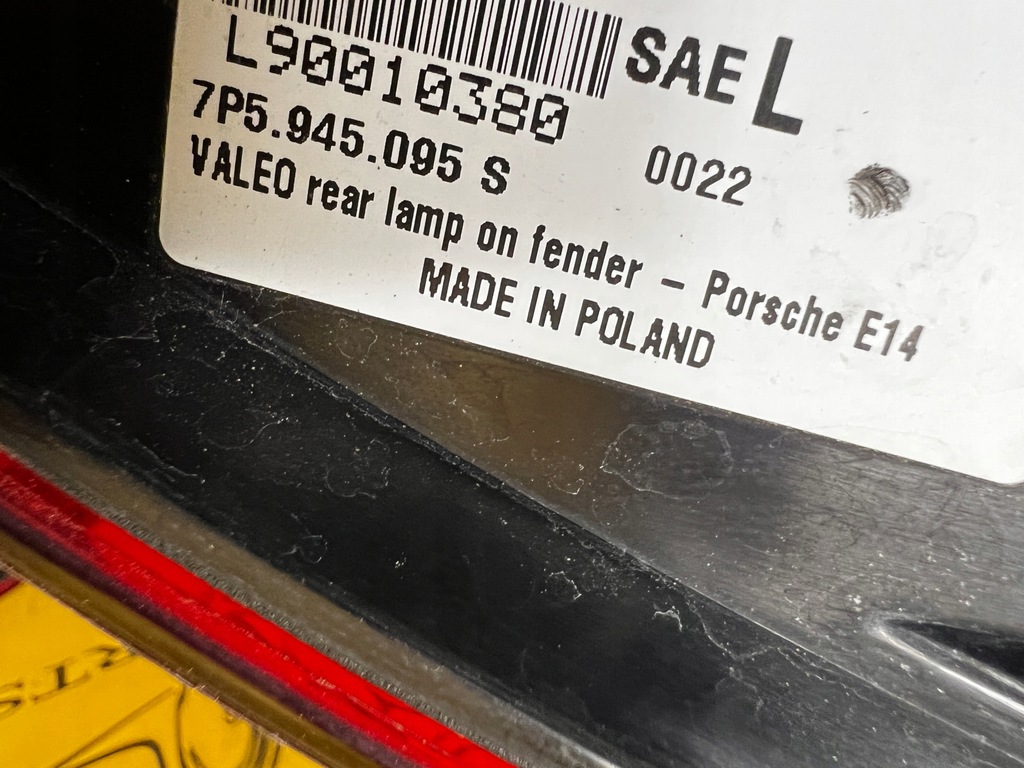 SAE L
L90010380
7P5.945.095 S 0022
VALEO rear lamp on fender – Porsche E14
MADE IN POLAND